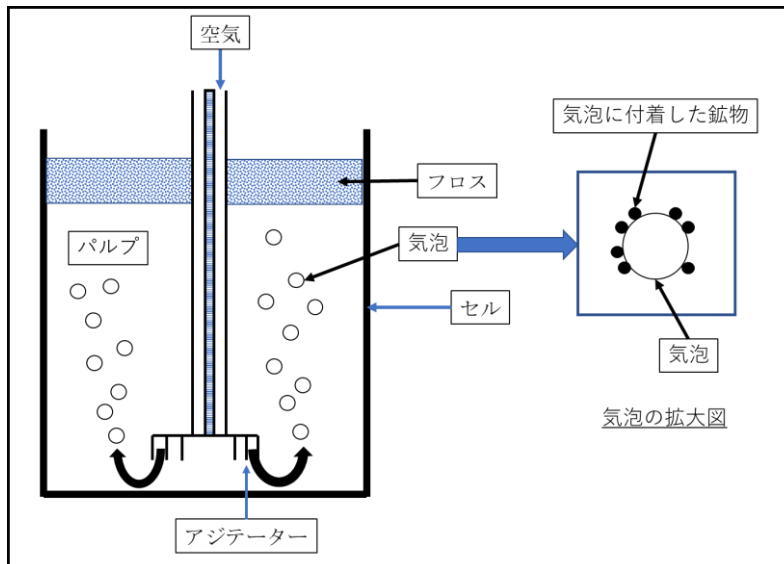 空気
気泡に付着した鉱物
フロス
パルプ
気泡
セル
気泡
気泡の拡大図
アジテーター